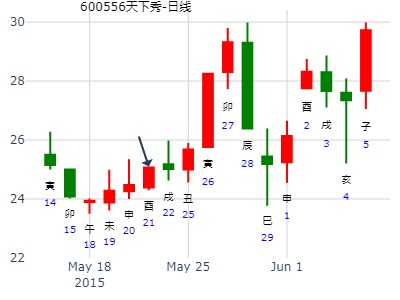 600556天下秀-日线
30
28
26
24
22
寅
14
卯
15
午
18
未
19
申
20
酉
21
戌
22
丑
25
寅
26
卯
27
辰
28
巳
29
申
1
酉
2
戌
3
亥
4
子
5
May 18
2015
May 25
Jun 1